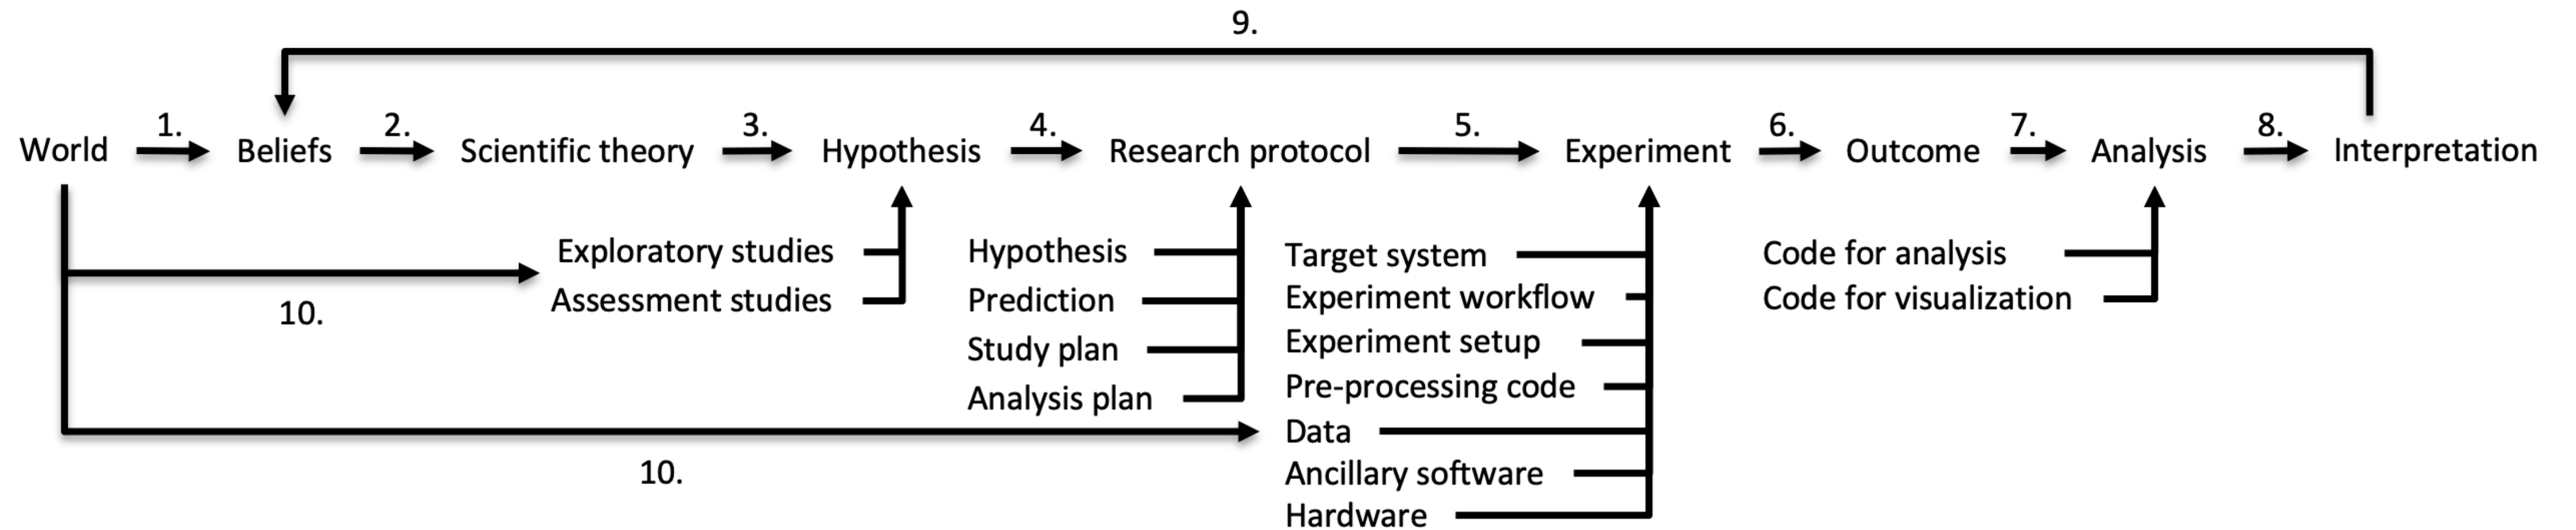 9.
1. 2. 3. 4. 5. 6. 7. 8.
World Beliefs Scientific theory Hypothesis Research protocol Experiment Outcome Analysis Interpretation
Exploratory studies
Assessment studies
10.
Hypothesis
Prediction
Study plan
Analysis plan
10.
Target system
Experiment workflow
Experiment setup
Pre-processing code
Data
Ancillary software
Hardware
Code for analysis
Code for visualization